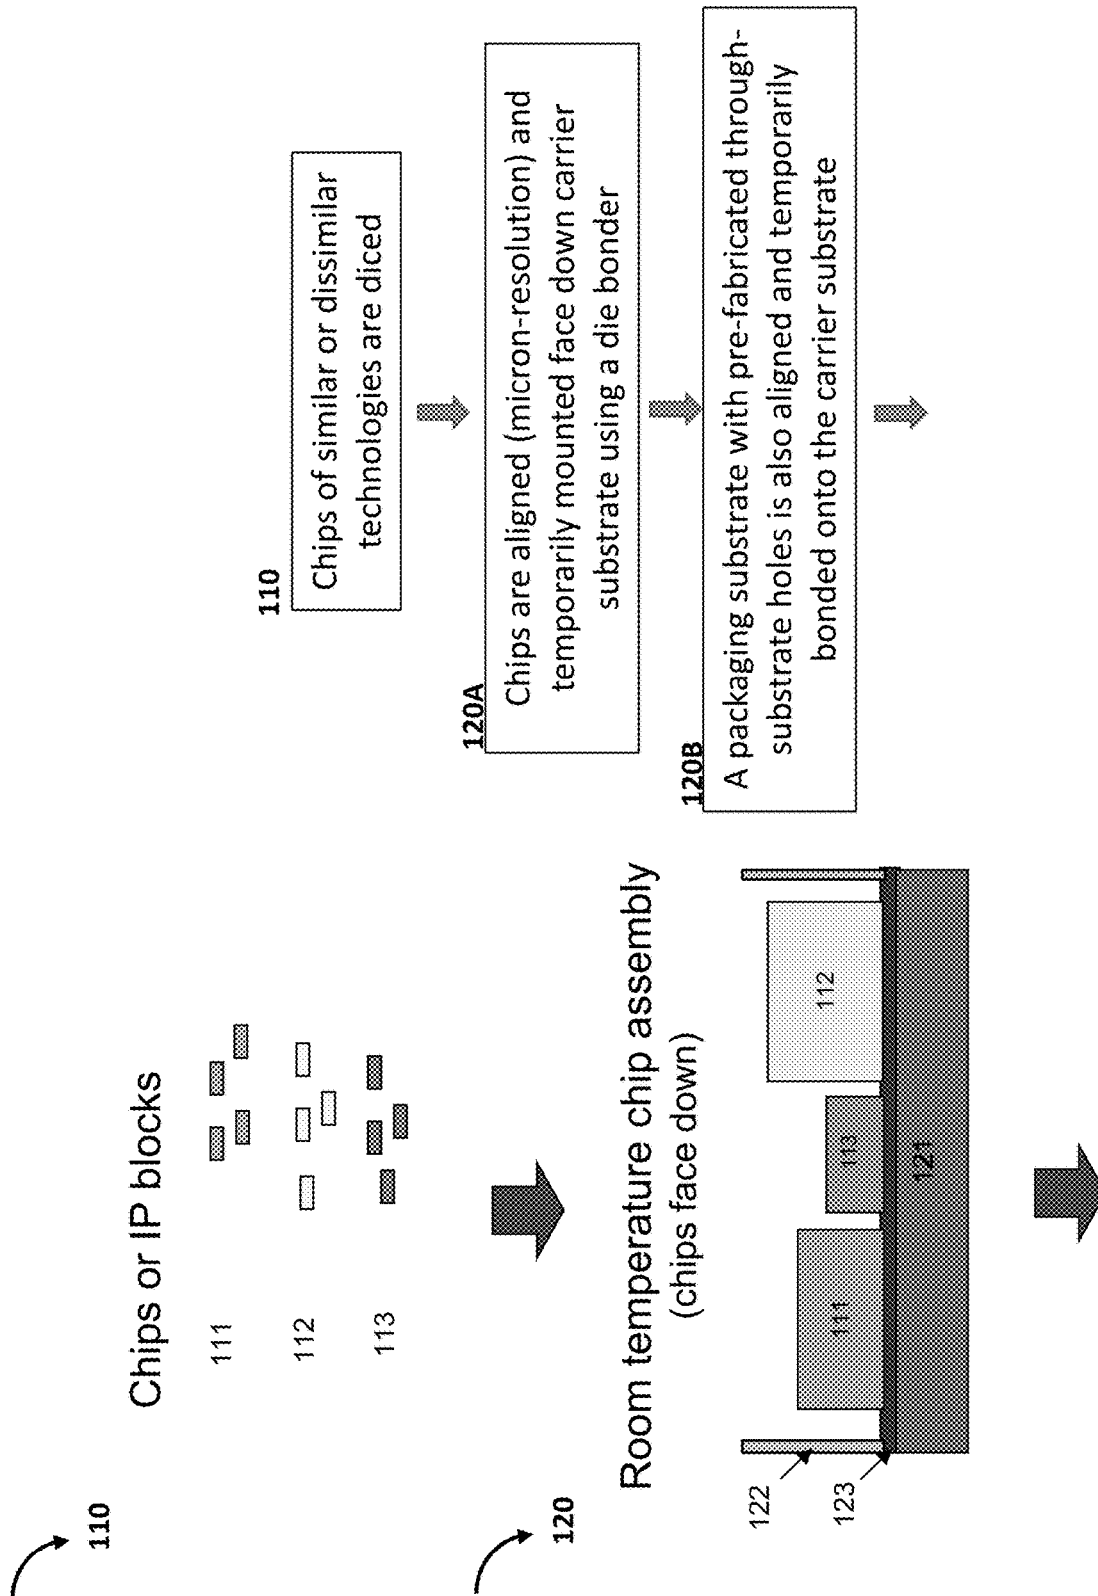 110
Chips or IP blocks
111
112
113
120
Room temperature chip assembly
(chips face down)
122
123
111
113
112
121
110
Chips of similar or dissimilar
technologies are diced
120A
Chips are aligned (micron-resolution) and
temporarily mounted face down carrier
substrate using a die bonder
120B
A packaging substrate with pre-fabricated through-
substrate holes is also aligned and temporarily
bonded onto the carrier substrate